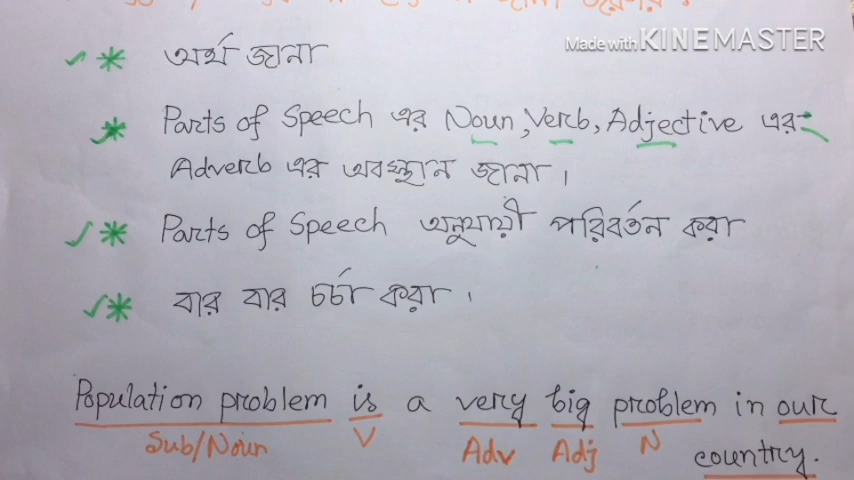 Made with KINEMASTER
* অর্থ জানা
* Parts of Speech এর Noun, Verb, Adjective এর
Adverb এর অবস্থান জানা।
* Parts of Speech অনুযায়ী পরিবর্তন করা
* বার বার চর্চা করা।
Population problem is a very big problem in our
Sub/Noun V Adv Adj N
country.